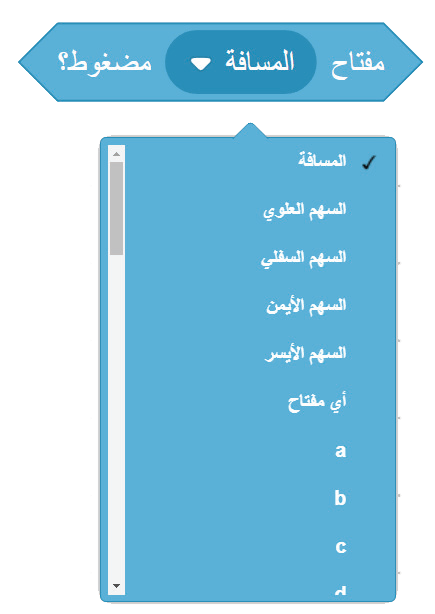 مفتاح المسافة مضغوط؟
المسافة
السهم العلوي
السهم السفلي
السهم الأيمن
السهم الأيسر
أي مفتاح
a
b
c
d